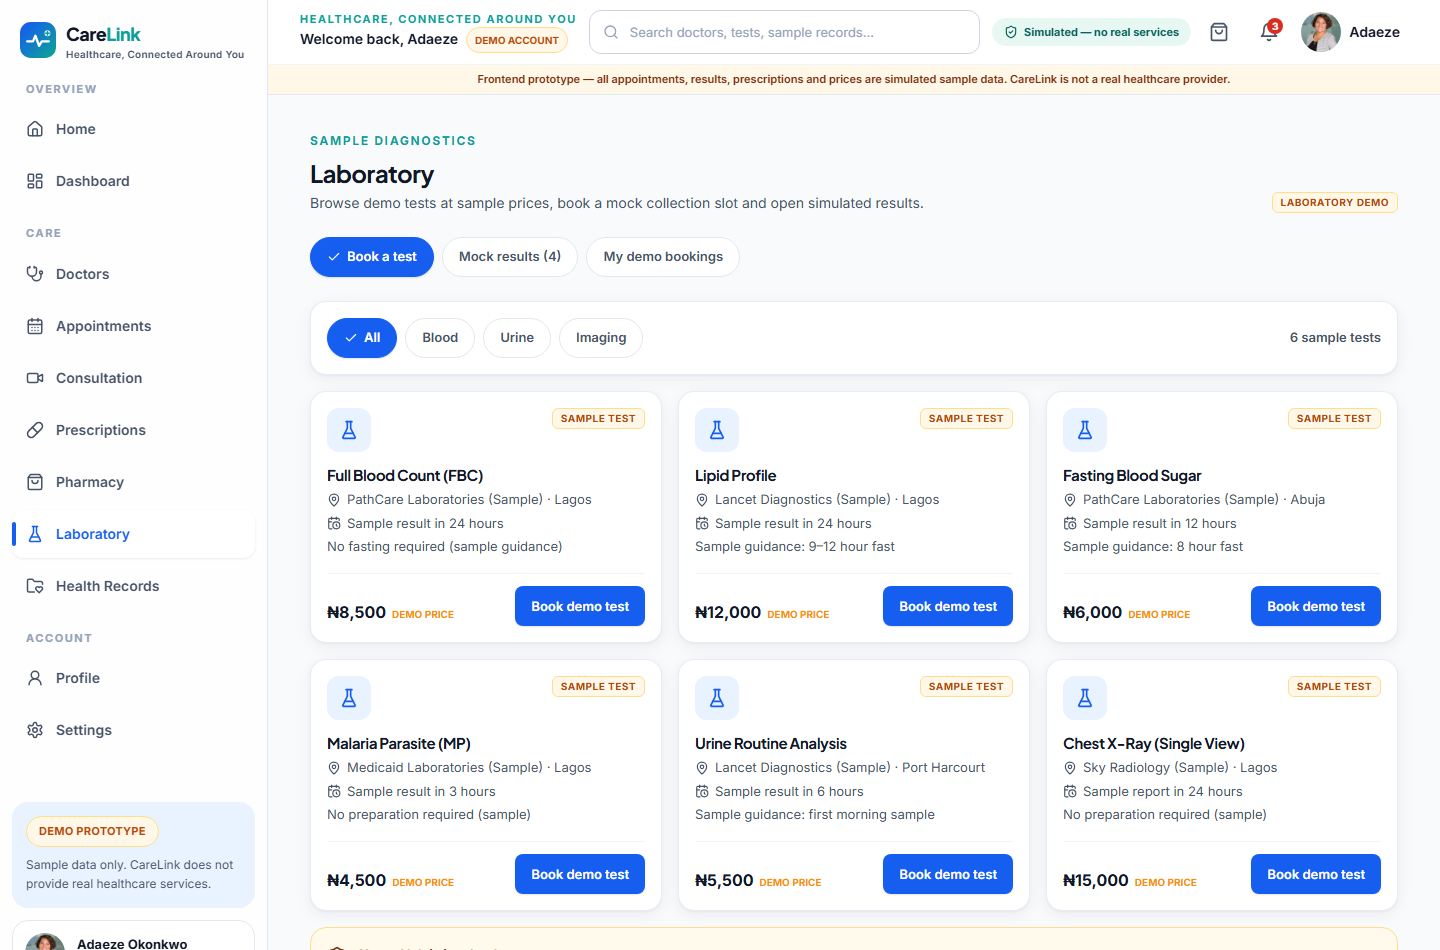 CareLink
Healthcare, Connected Around You
OVERVIEW
Home
Dashboard
CARE
Doctors
Appointments
Consultation
Prescriptions
Pharmacy
Laboratory
Health Records
ACCOUNT
Profile
Settings
DEMO PROTOTYPE
Sample data only. CareLink does not
provide real healthcare services.
Adaeze Okonkwo
HEALTHCARE, CONNECTED AROUND YOU
Welcome back, Adaeze DEMO ACCOUNT
Search doctors, tests, sample records...
Simulated — no real services
3
Adaeze
Frontend prototype — all appointments, results, prescriptions and prices are simulated sample data. CareLink is not a real healthcare provider.
SAMPLE DIAGNOSTICS
Laboratory
Browse demo tests at sample prices, book a mock collection slot and open simulated results.
LABORATORY DEMO
Book a test
Mock results (4)
My demo bookings
All
Blood
Urine
Imaging
6 sample tests
SAMPLE TEST
Full Blood Count (FBC)
PathCare Laboratories (Sample) · Lagos
Sample result in 24 hours
No fasting required (sample guidance)
₦8,500 DEMO PRICE
Book demo test
SAMPLE TEST
Lipid Profile
Lancet Diagnostics (Sample) · Lagos
Sample result in 24 hours
Sample guidance: 9–12 hour fast
₦12,000 DEMO PRICE
Book demo test
SAMPLE TEST
Fasting Blood Sugar
PathCare Laboratories (Sample) · Abuja
Sample result in 12 hours
Sample guidance: 8 hour fast
₦6,000 DEMO PRICE
Book demo test
SAMPLE TEST
Malaria Parasite (MP)
Medicaid Laboratories (Sample) · Lagos
Sample result in 3 hours
No preparation required (sample)
₦4,500 DEMO PRICE
Book demo test
SAMPLE TEST
Urine Routine Analysis
Lancet Diagnostics (Sample) · Port Harcourt
Sample result in 6 hours
Sample guidance: first morning sample
₦5,500 DEMO PRICE
Book demo test
SAMPLE TEST
Chest X-Ray (Single View)
Sky Radiology (Sample) · Lagos
Sample report in 24 hours
No preparation required (sample)
₦15,000 DEMO PRICE
Book demo test